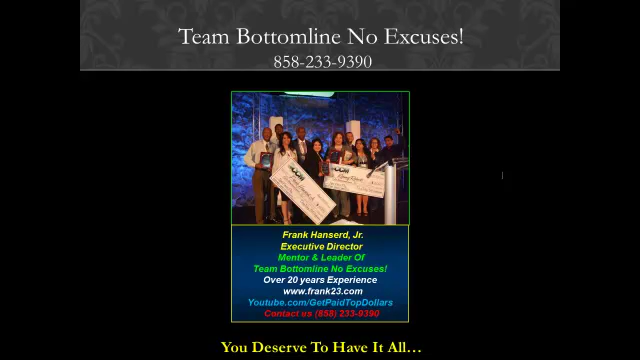 Team Bottomline No Excuses!
858-233-9390
Frank Hanserd, Jr.
Executive Director
Mentor & Leader Of
Team Bottomline No Excuses!
Over 20 years Experience
www.frank23.com
Youtube.com/GetPaidTopDollars
Contact us (858) 233-9390
You Deserve To Have It All…